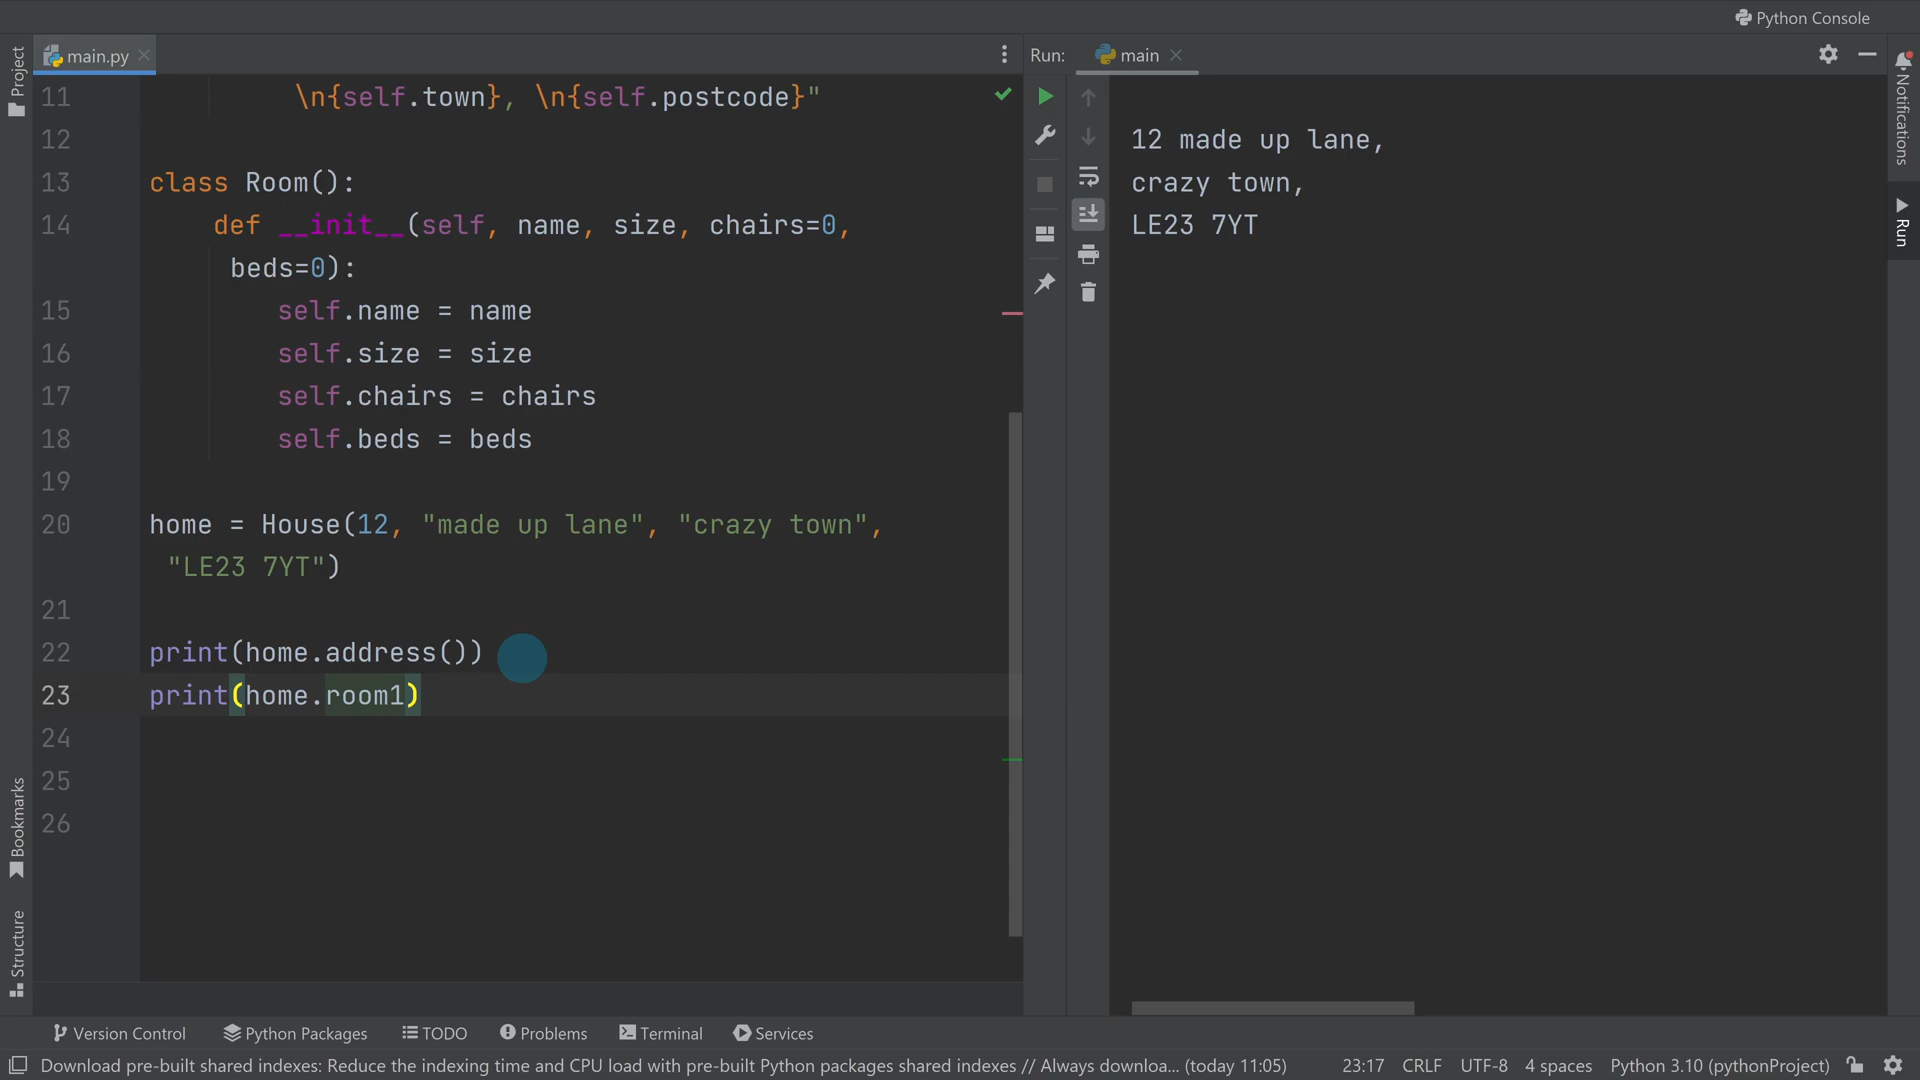 Python Console
Project
main.py
Run:
main
Notifications
Run
11 \n{self.town}, \n{self.postcode}"
12
13 class Room():
14 def __init__(self, name, size, chairs=0,
beds=0):
15 self.name = name
16 self.size = size
17 self.chairs = chairs
18 self.beds = beds
19
20 home = House(12, "made up lane", "crazy town",
"LE23 7YT")
21
22 print(home.address())
23 print(home.room1)
24
25
26
12 made up lane,
crazy town,
LE23 7YT
Bookmarks
Structure
Version Control
Python Packages
TODO
Problems
Terminal
Services
Download pre-built shared indexes: Reduce the indexing time and CPU load with pre-built Python packages shared indexes // Always downloa... (today 11:05)
23:17
CRLF
UTF-8
4 spaces
Python 3.10 (pythonProject)